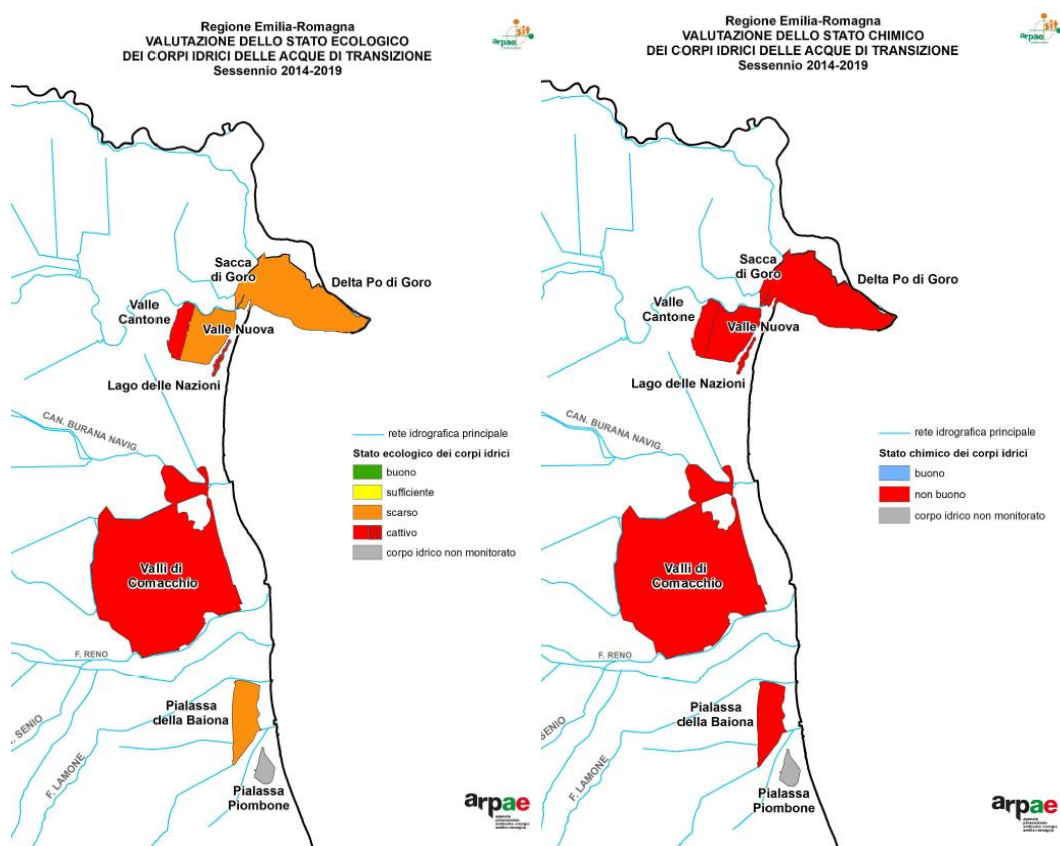 Regione Emilia-Romagna
VALUTAZIONE DELLO STATO ECOLOGICO
DEI CORPI IDRICI DELLE ACQUE DI TRANSIZIONE
Sessennio 2014-2019
arpae
sit
Sacca
di Goro
Delta Po di Goro
Valle
Cantone
Valle Nuova
Lago delle Nazioni
CAN. BURANA NAVIG.
rete idrografica principale
Stato ecologico dei corpi idrici
buono
sufficiente
scarso
cattivo
corpo idrico non monitorato
Valli di
Comacchio
F. RENO
Pialassa
della Baiona
SENIO
F. LAMONE
Pialassa
Piombone
arpae
Regione Emilia-Romagna
VALUTAZIONE DELLO STATO CHIMICO
DEI CORPI IDRICI DELLE ACQUE DI TRANSIZIONE
Sessennio 2014-2019
arpae
sit
Sacca
di Goro
Delta Po di Goro
Valle
Cantone
Valle Nuova
Lago delle Nazioni
CAN. BURANA NAVIG.
rete idrografica principale
Stato chimico dei corpi idrici
buono
non buono
corpo idrico non monitorato
Valli di
Comacchio
F. RENO
Pialassa
della Baiona
SENIO
F. LAMONE
Pialassa
Piombone
arpae